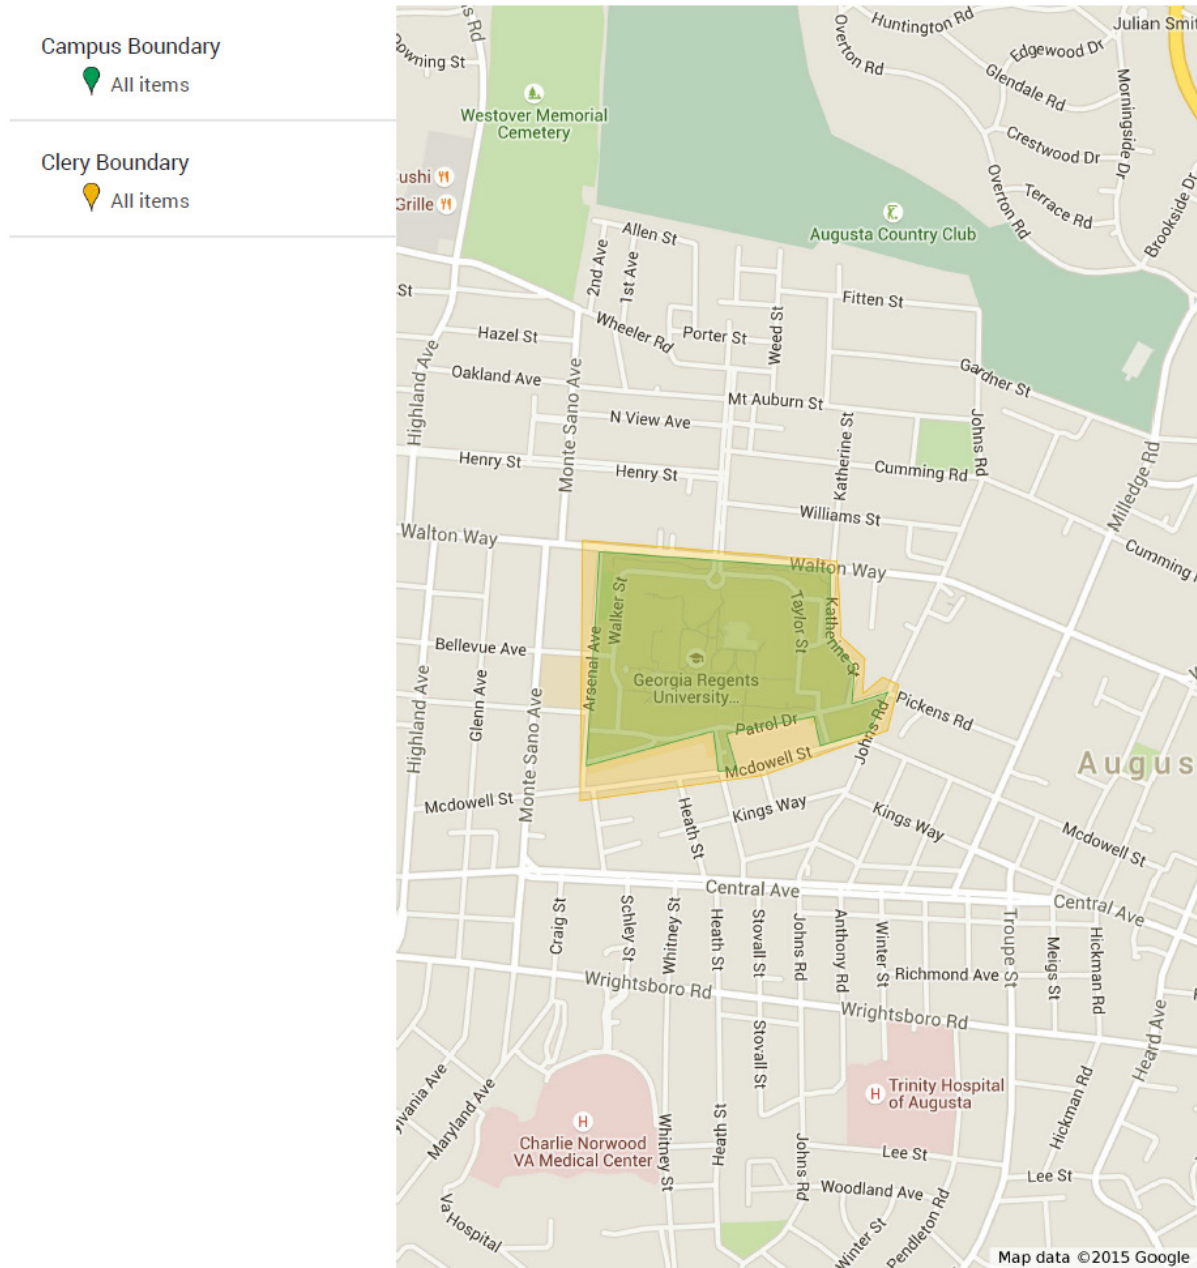 Campus Boundary
All items
Clery Boundary
All items
s Rd
Downing St
Westover Memorial
Cemetery
ushi
Grille
Overton Rd
Huntington Rd
Julian Smit
Edgewood Dr
Glendale Rd
Morningside Dr
Crestwood Dr
Overton Rd
Terrace Rd
Brookside Dr
Augusta Country Club
Allen St
2nd Ave
1st Ave
St
Fitten St
Hazel St
Wheeler Rd
Porter St
Weed St
Highland Ave
Oakland Ave
Monte Sano Ave
Gardner St
Mt Auburn St
N View Ave
Katherine St
Johns Rd
Henry St
Henry St
Cumming Rd
Milledge Rd
Williams St
Walton Way
Walton Way
Cumming
Walker St
Taylor St
Katherine St
Bellevue Ave
Arsenal Ave
Georgia Regents
University...
Highland Ave
Glenn Ave
Monte Sano Ave
Patrol Dr
Johns Rd
Pickens Rd
Mcdowell St
Augus
Mcdowell St
Heath St
Kings Way
Kings Way
Mcdowell St
Central Ave
Central Ave
Craig St
Schley St
Whitney St
Heath St
Stovall St
Johns Rd
Anthony Rd
Winter St
Richmond Ave
Troupe St
Meigs St
Hickman Rd
Wrightsboro Rd
Wrightsboro Rd
Heard Ave
Stovall St
ylvania Ave
Maryland Ave
Trinity Hospital
of Augusta
Hickman Rd
H
H
Charlie Norwood
VA Medical Center
Whitney St
Heath St
Johns Rd
Lee St
Lee St
Woodland Ave
Va Hospital
Winter St
Pendleton Rd
Map data ©2015 Google